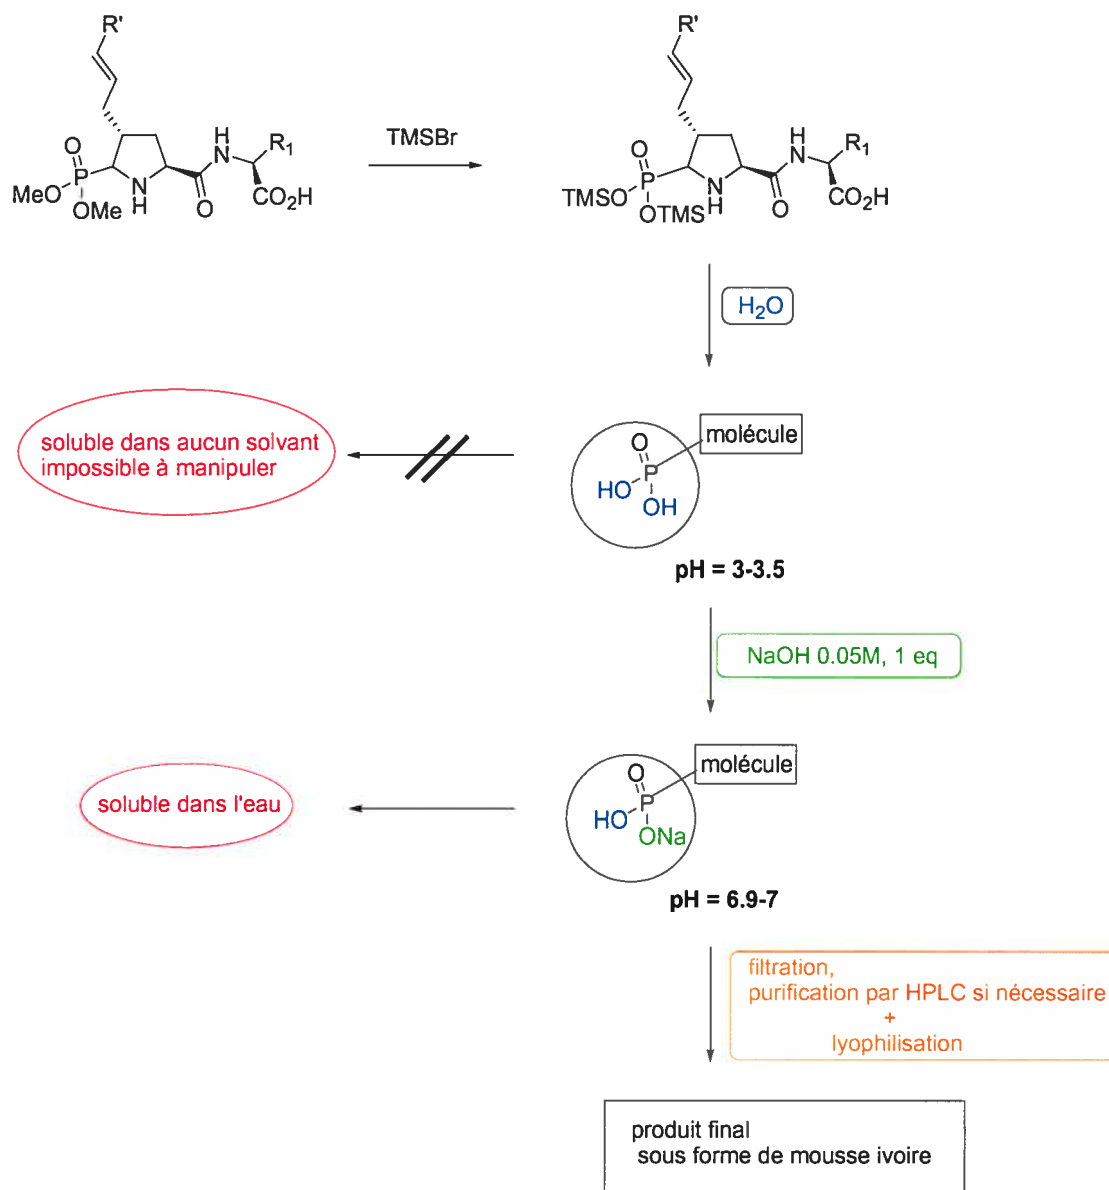 R'
R'
O
P
MeO
OMe
N
H
O
H
N
R1
CO2H
TMSBr
O
P
TMSO
OTMS
N
H
O
H
N
R1
CO2H
H2O
soluble dans aucun solvant
impossible à manipuler
molécule
O
P
HO
OH
pH = 3-3.5
NaOH 0.05M, 1 eq
soluble dans l'eau
molécule
O
P
HO
ONa
pH = 6.9-7
filtration,
purification par HPLC si nécessaire
+
lyophilisation
produit final
sous forme de mousse ivoire